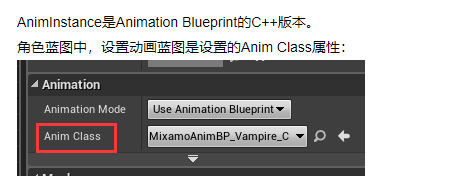 AnimInstance是Animation Blueprint的C++版本。
角色蓝图中，设置动画蓝图是设置的Anim Class属性：
Animation
Animation Mode Use Animation Blueprint
Anim Class MixamoAnimBP_Vampire_C